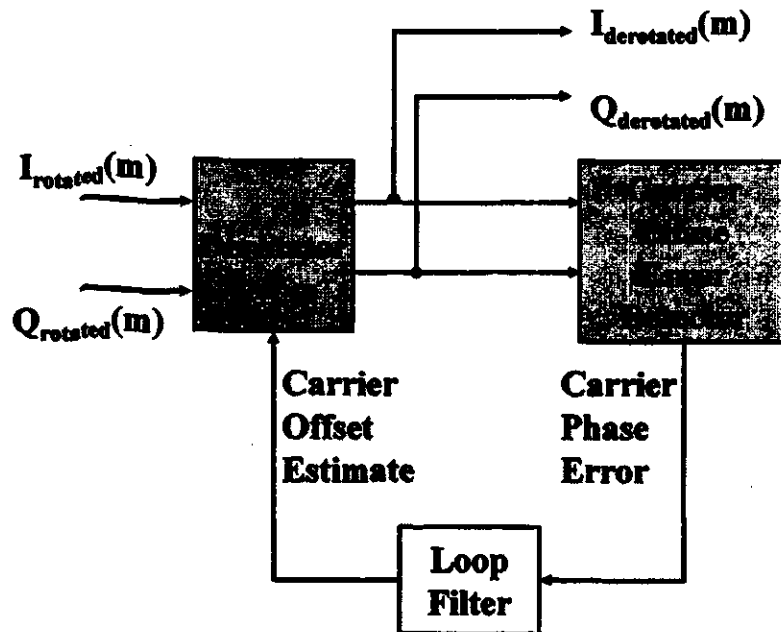 I_derotated(m)
Q_derotated(m)
I_rotated(m)
Q_rotated(m)
Carrier
Offset
Estimate
Carrier
Phase
Error
Loop
Filter